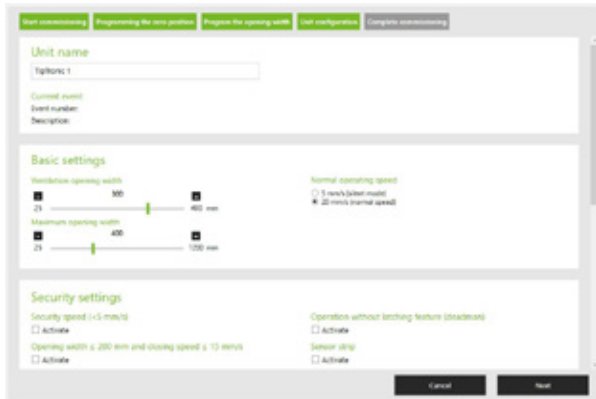 Start commissioning Programming the zero position Program the opening width Unit configuration Complete commissioning
Unit name
TipTronic 1
Current event
Event number:
Description:
Basic settings
Ventilation opening width
300
25 400 mm
Maximum opening width
400
25 1200 mm
Normal operating speed
5 mm/s (silent mode)
20 mm/s (normal speed)
Security settings
Security speed (<5 mm/s)
Activate
Opening width ≤ 200 mm and closing speed ≤ 15 mm/s
Activate
Operation without latching feature (deadman)
Activate
Sensor strip
Activate
Cancel Next